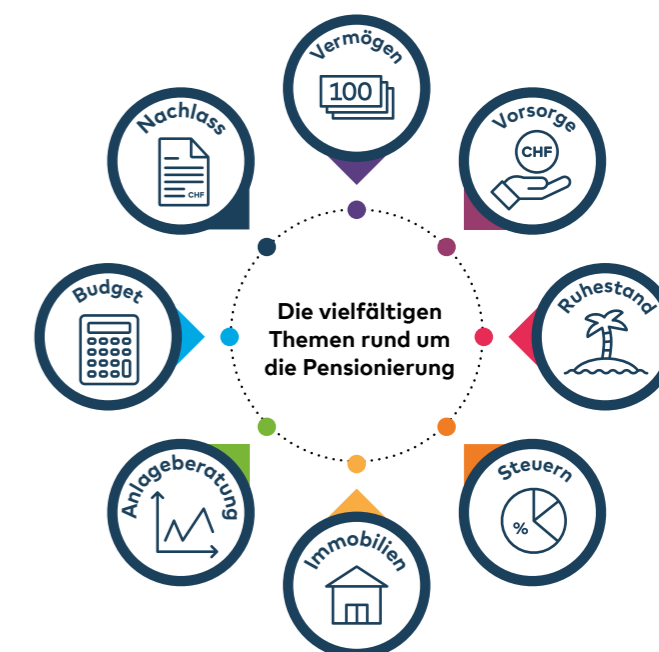 Vermögen
100
Vorsorge
CHF
Ruhestand
Steuern
%
Immobilien
Anlageberatung
Budget
Nachlass
CHF
Die vielfältigen
Themen rund um
die Pensionierung